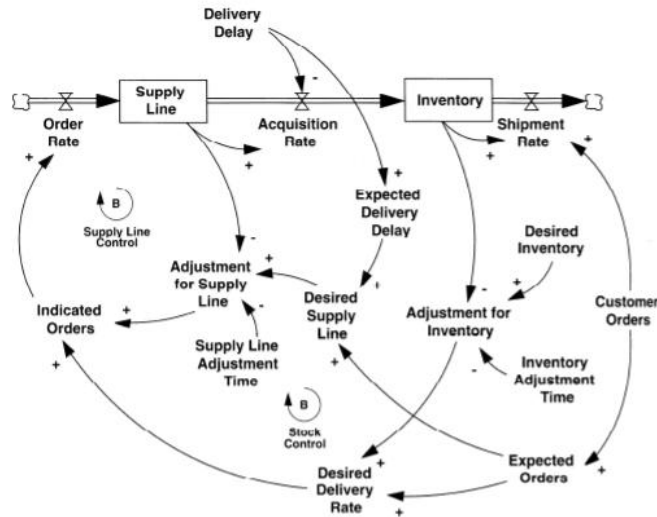 Delivery
Delay
Supply
Line
Inventory
Order
Rate
Acquisition
Rate
Shipment
Rate
-
+
+
+
+
+
B
Supply Line
Control
Expected
Delivery
Delay
Desired
Inventory
-
+
+
-
+
Adjustment
for Supply
Line
Desired
Supply
Line
Adjustment for
Inventory
Customer
Orders
Indicated
Orders
+
-
+
-
+
Supply Line
Adjustment
Time
Inventory
Adjustment
Time
B
Stock
Control
+
Expected
Orders
+
Desired
Delivery
Rate
+